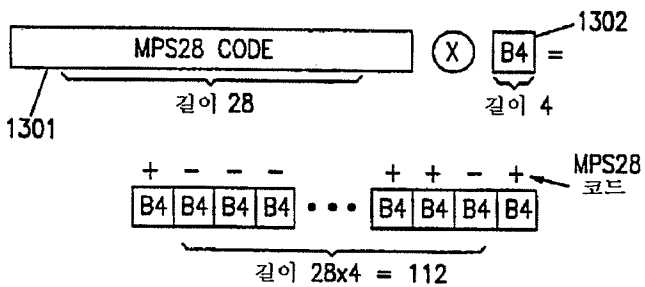 1302
MPS28 CODE X B4 =
길이 28 길이 4
1301
+ - - - + + - + MPS28
코드
B4 B4 B4 B4 • • • B4 B4 B4 B4
길이 28x4 = 112